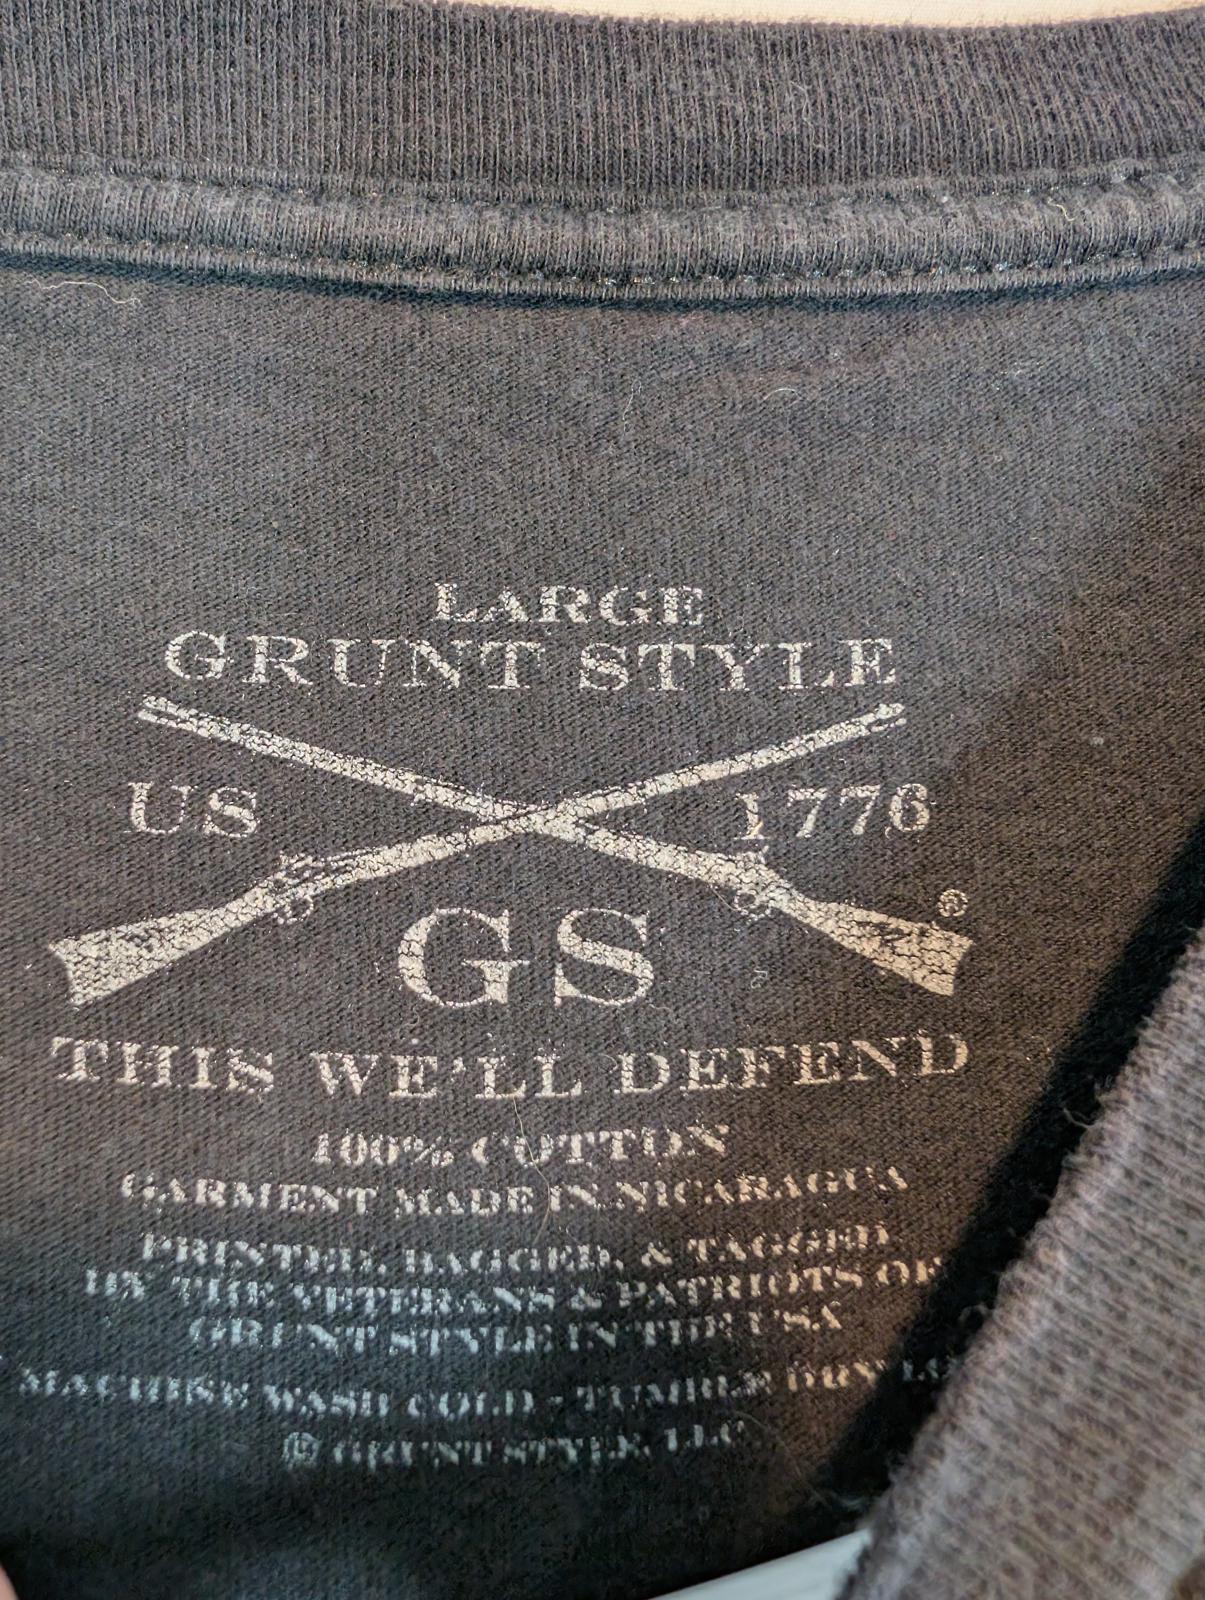 LARGE
GRUNT STYLE
US 1776
®
GS
THIS WE'LL DEFEND
100% COTTON
GARMENT MADE IN NICARAGUA
PRINTED, BAGGED, & TAGGED
BY THE VETERANS & PATRIOTS OF
GRUNT STYLE IN THE USA
MACHINE WASH COLD - TUMBLE DRY LO
© GRUNT STYLE, LLC